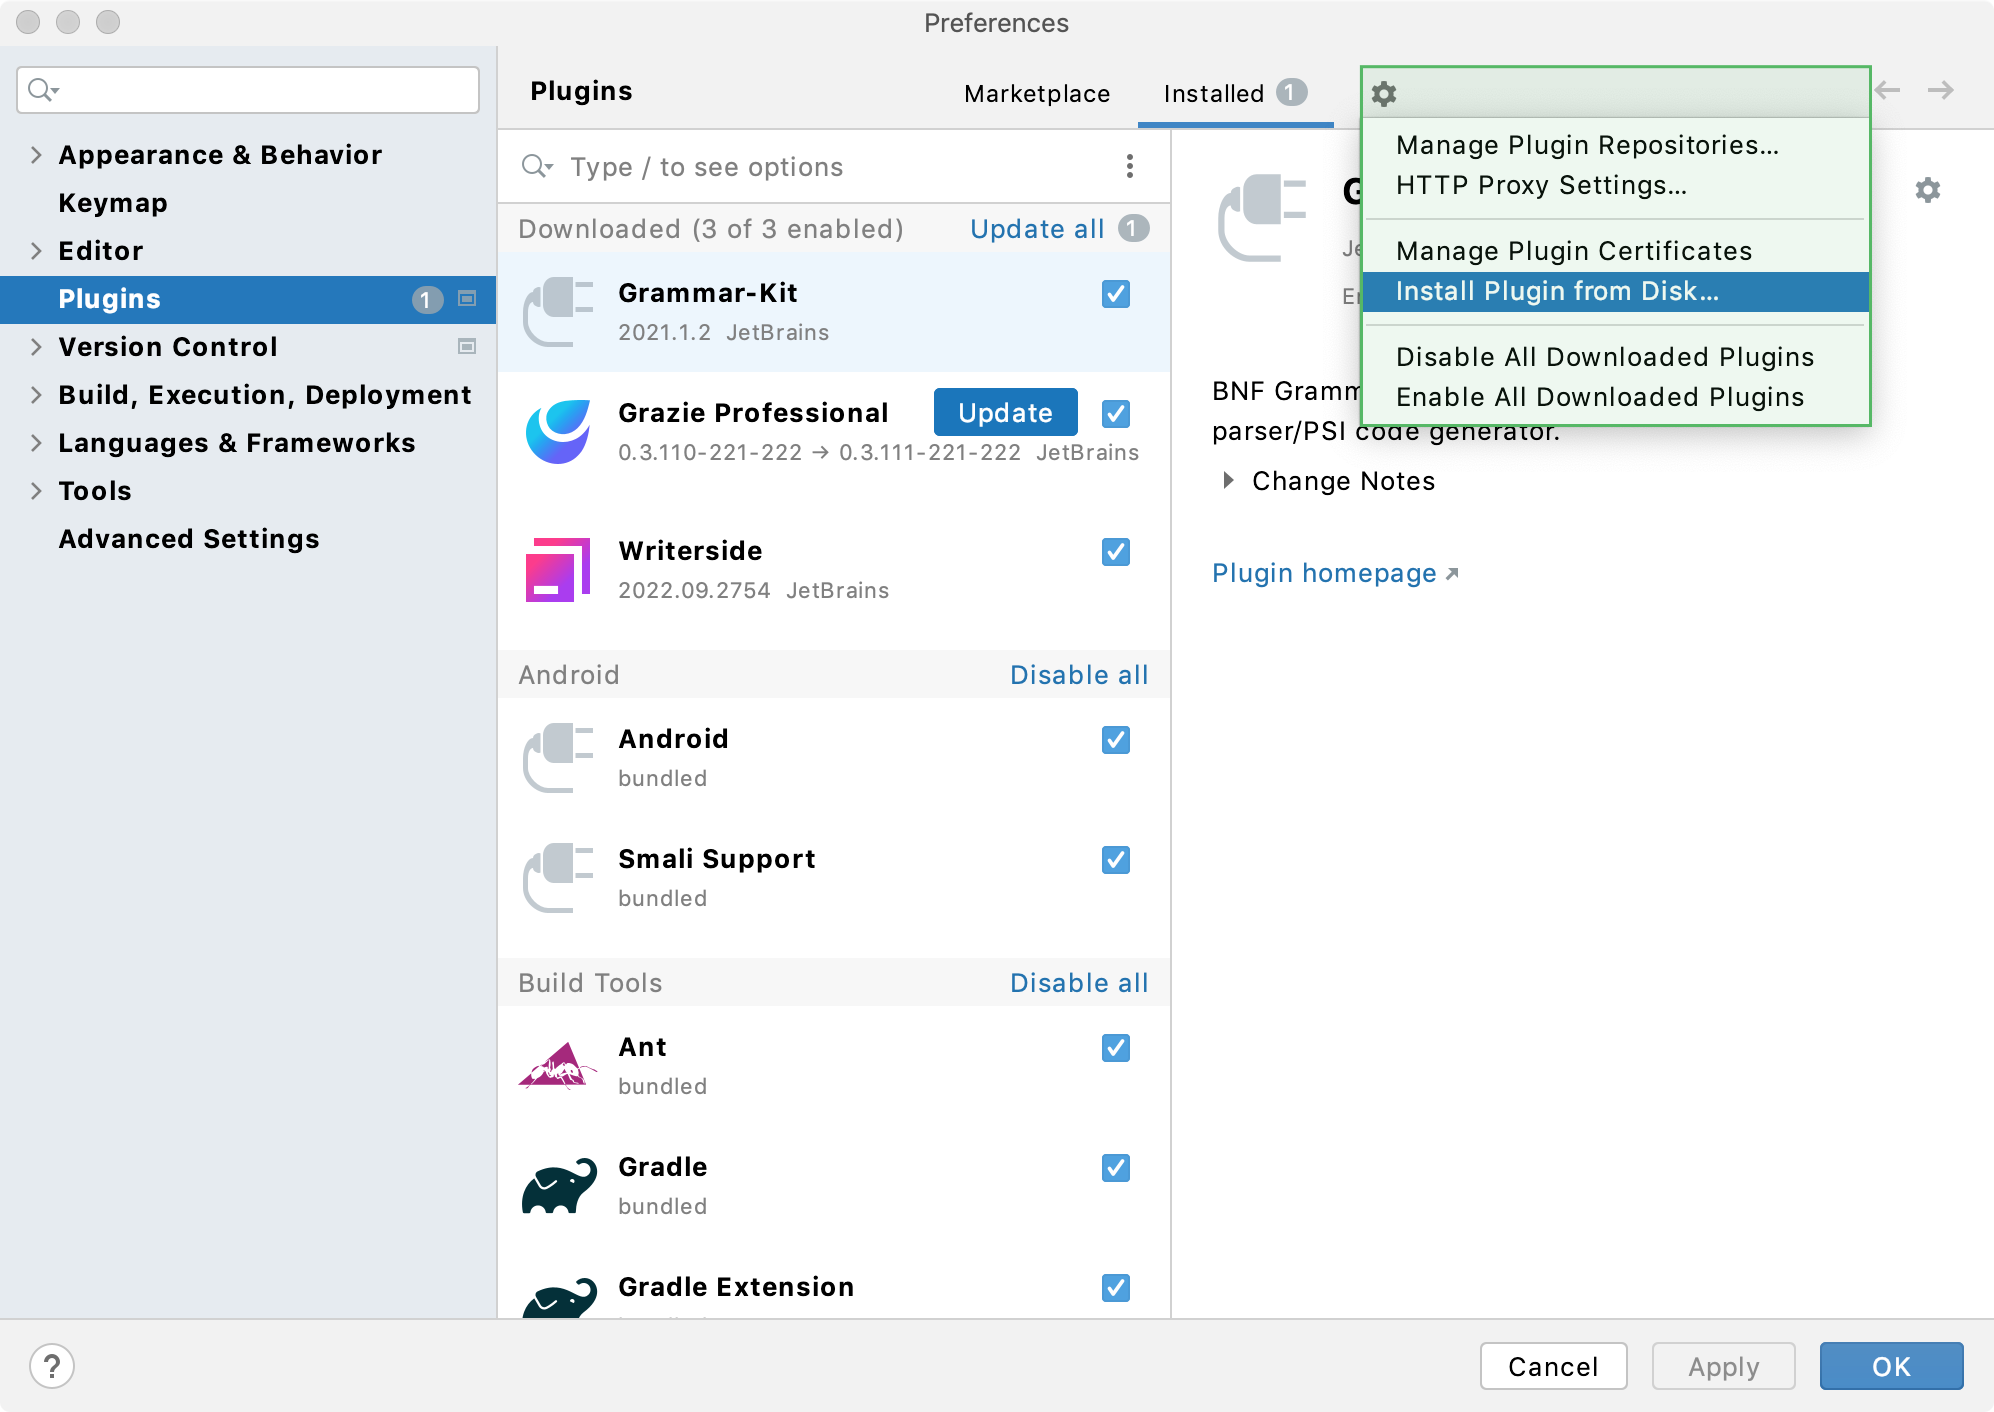 Preferences
Appearance & Behavior
Keymap
Editor
Plugins 1
Version Control
Build, Execution, Deployment
Languages & Frameworks
Tools
Advanced Settings
Plugins
Marketplace
Installed 1
Type / to see options
Downloaded (3 of 3 enabled)
Update all 1
Grammar-Kit
2021.1.2 JetBrains
Grazie Professional
Update
0.3.110-221-222 → 0.3.111-221-222 JetBrains
Writerside
2022.09.2754 JetBrains
Android
Disable all
Android
bundled
Smali Support
bundled
Build Tools
Disable all
Ant
bundled
Gradle
bundled
Gradle Extension
Manage Plugin Repositories...
HTTP Proxy Settings...
Manage Plugin Certificates
Install Plugin from Disk...
Disable All Downloaded Plugins
Enable All Downloaded Plugins
BNF Gramm
parser/PSI code generator.
Change Notes
Plugin homepage
?
Cancel
Apply
OK